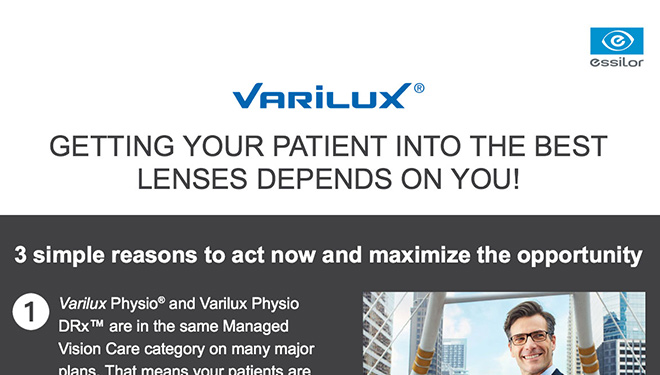 essilor
VARiLUX®
GETTING YOUR PATIENT INTO THE BEST
LENSES DEPENDS ON YOU!
3 simple reasons to act now and maximize the opportunity
1
Varilux Physio® and Varilux Physio
DRx™ are in the same Managed
Vision Care category on many major
plans. That means your patients are